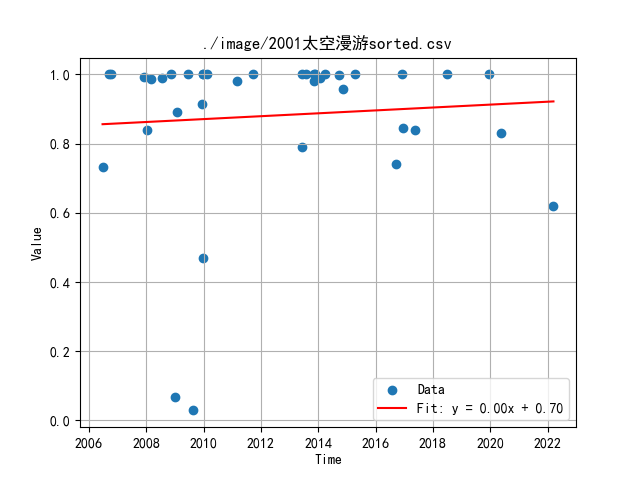 ./image/2001太空漫游sorted.csv
Value
1.0
0.8
0.6
0.4
0.2
0.0
Data
Fit: y = 0.00x + 0.70
2006 2008 2010 2012 2014 2016 2018 2020 2022
Time